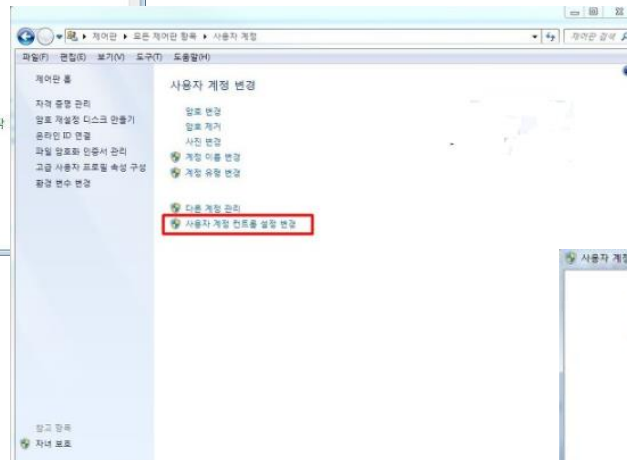 제어판 ▸ 모든 제어판 항목 ▸ 사용자 계정
제어판 검색
파일(F) 편집(E) 보기(V) 도구(T) 도움말(H)
제어판 홈
자격 증명 관리
암호 재설정 디스크 만들기
온라인 ID 연결
파일 암호화 인증서 관리
고급 사용자 프로필 속성 구성
환경 변수 변경
사용자 계정 변경
암호 변경
암호 제거
사진 변경
계정 이름 변경
계정 유형 변경
다른 계정 관리
사용자 계정 컨트롤 설정 변경
참고 항목
자녀 보호
사용자 계정